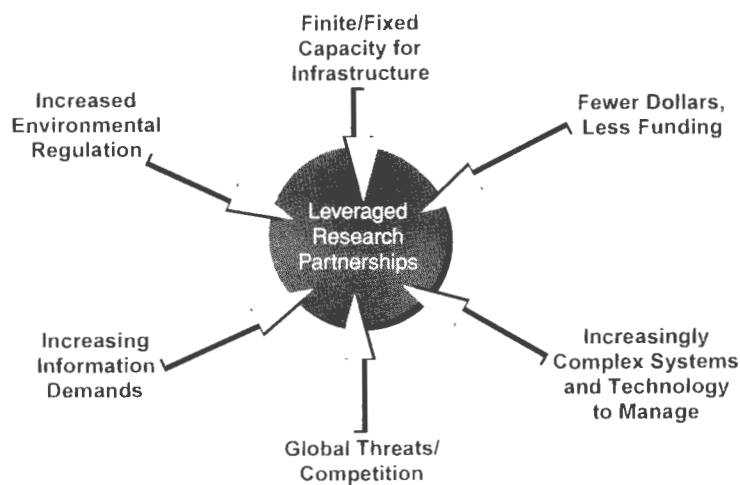 Finite/Fixed
Capacity for
Infrastructure
Increased
Environmental
Regulation
Fewer Dollars,
Less Funding
Leveraged
Research
Partnerships
Increasing
Information
Demands
Increasingly
Complex Systems
and Technology
to Manage
Global Threats/
Competition